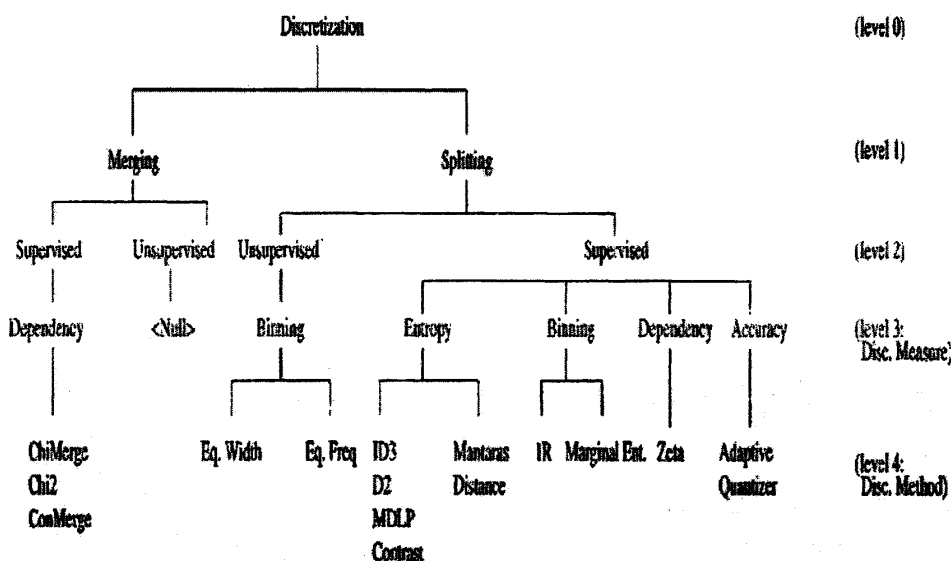 Discretization (level 0)
Merging Splitting (level 1)
Supervised Unsupervised Unsupervised Supervised (level 2)
Dependency <Null> Binning Entropy Binning Dependency Accuracy (level 3:
Disc. Measure)
ChiMerge Eq. Width Eq. Freq ID3 Mantaras 1R Marginal Ent. Zeta Adaptive (level 4:
Chi2 D2 Distance Quantizer Disc. Method)
ConMerge MDLP
Contrast